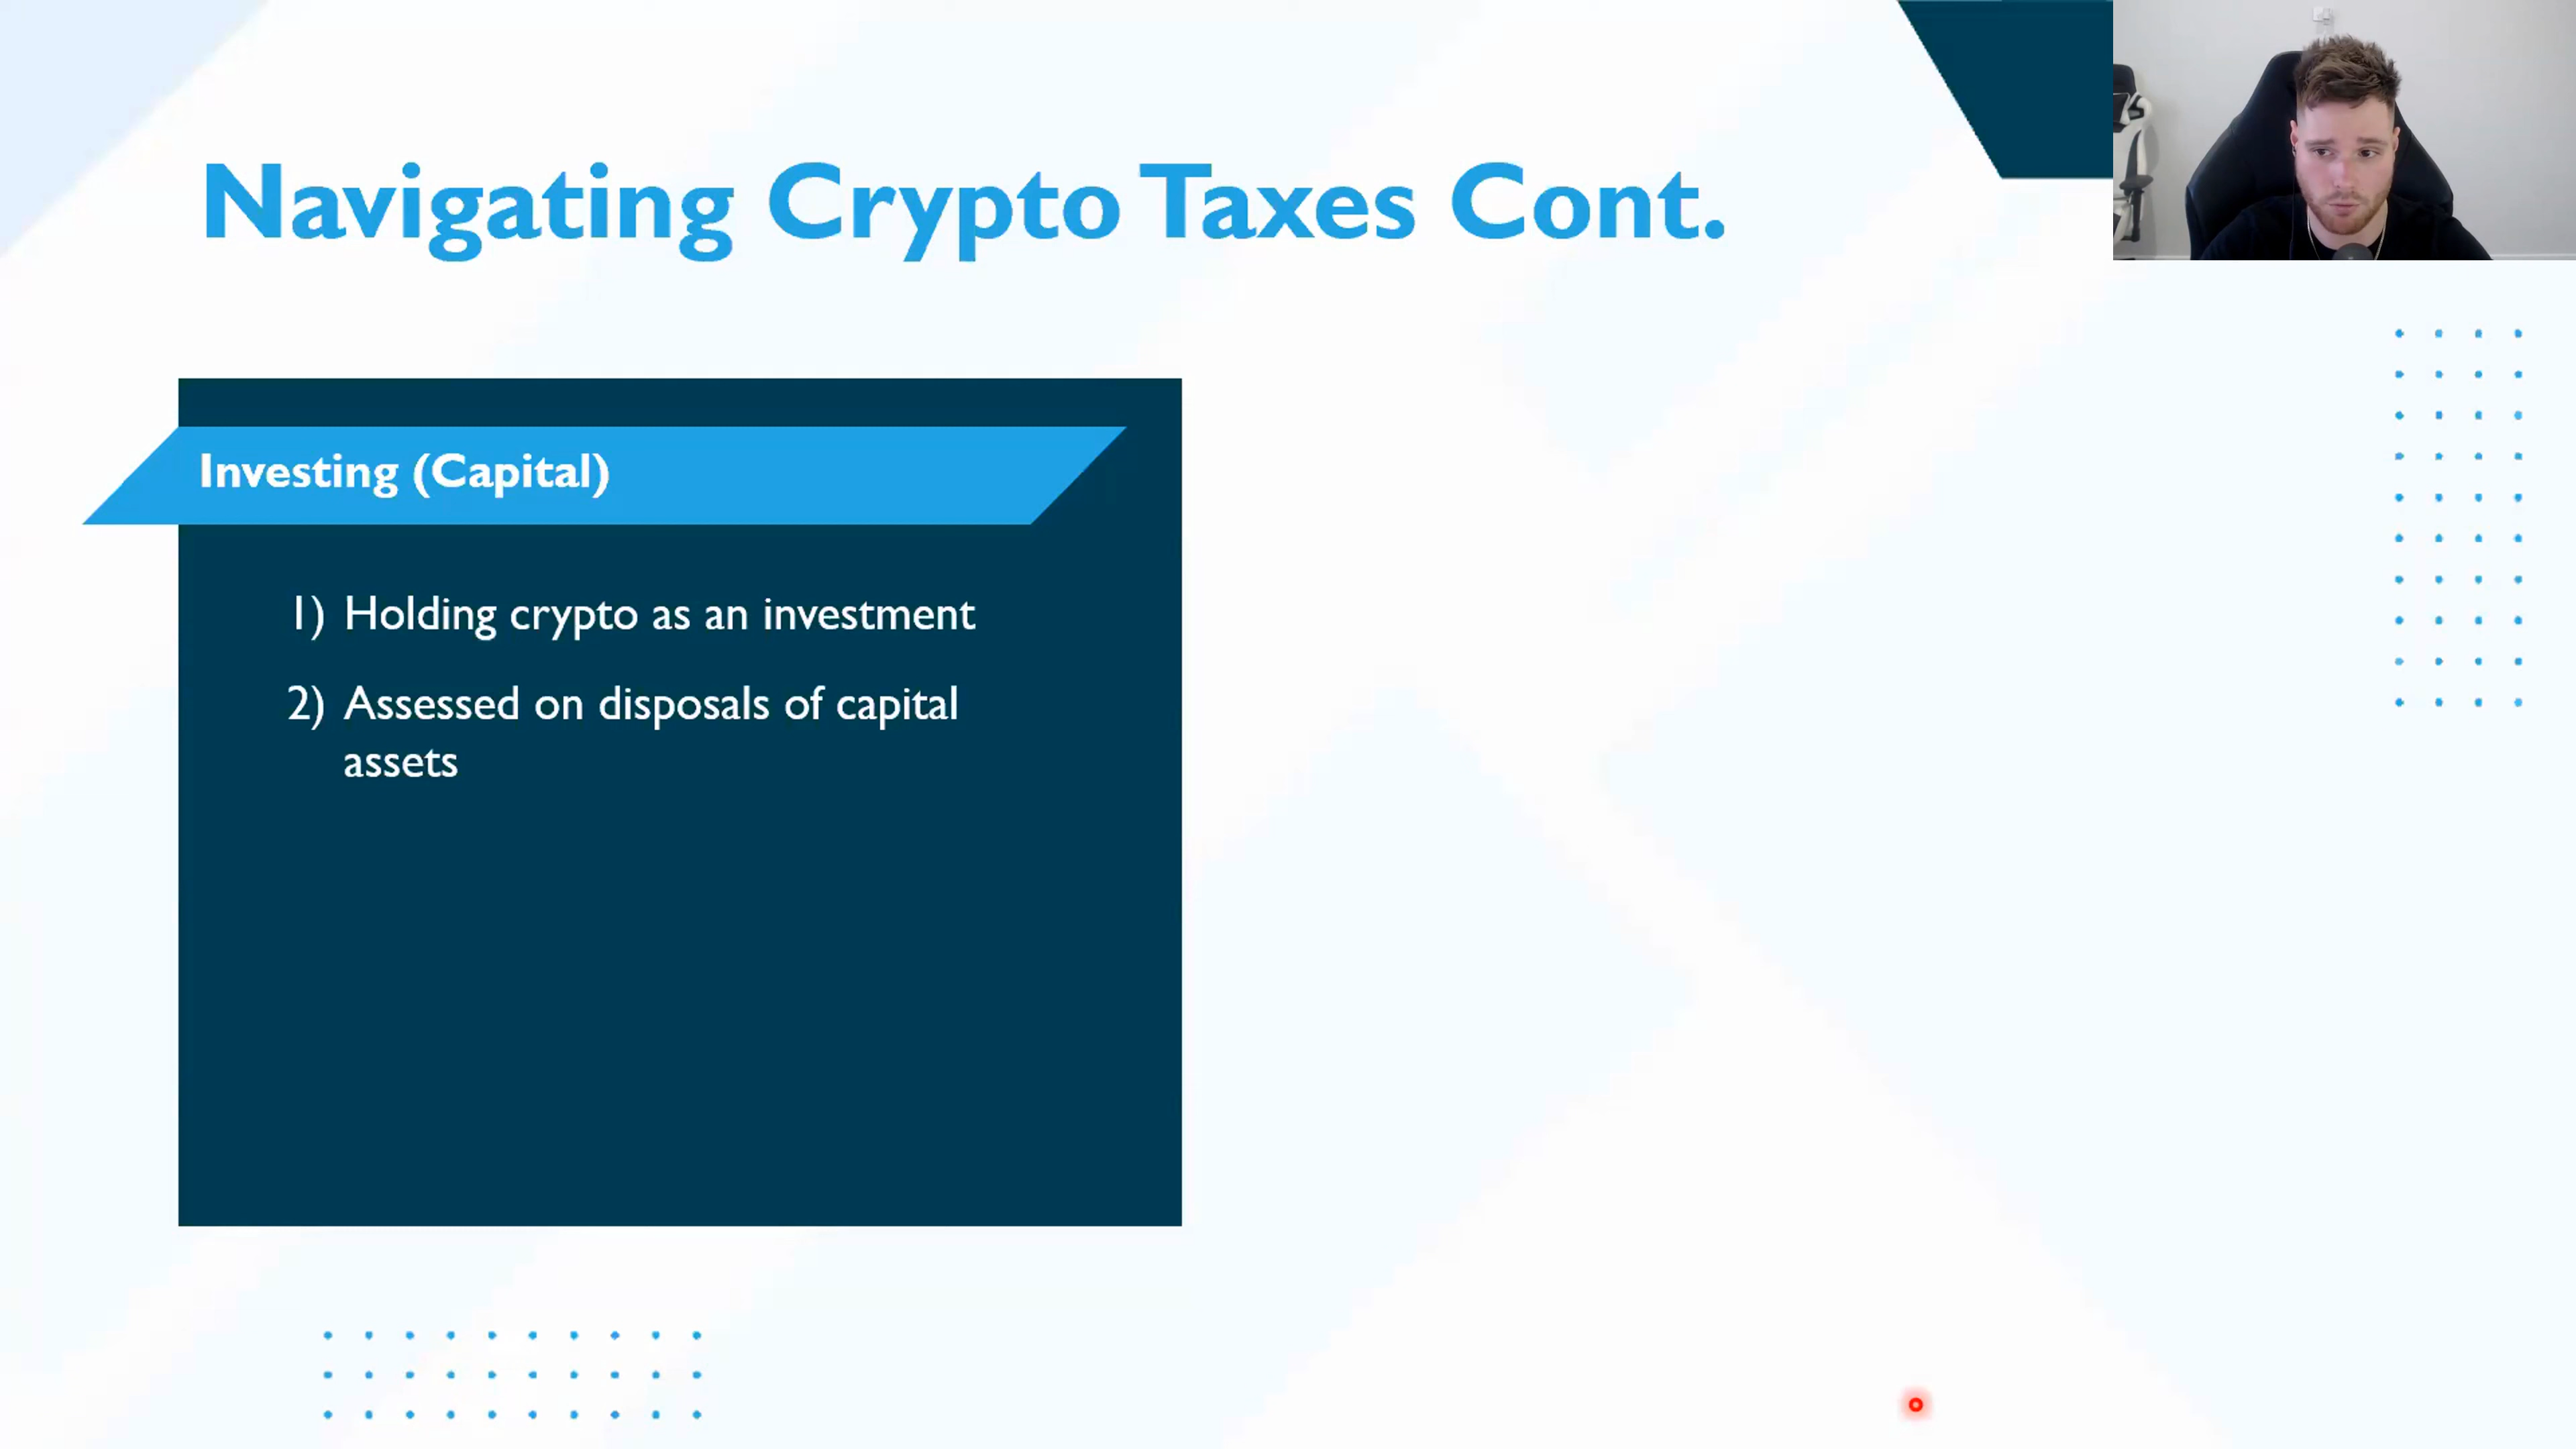 Navigating Crypto Taxes Cont.
Investing (Capital)
1) Holding crypto as an investment
2) Assessed on disposals of capital
assets